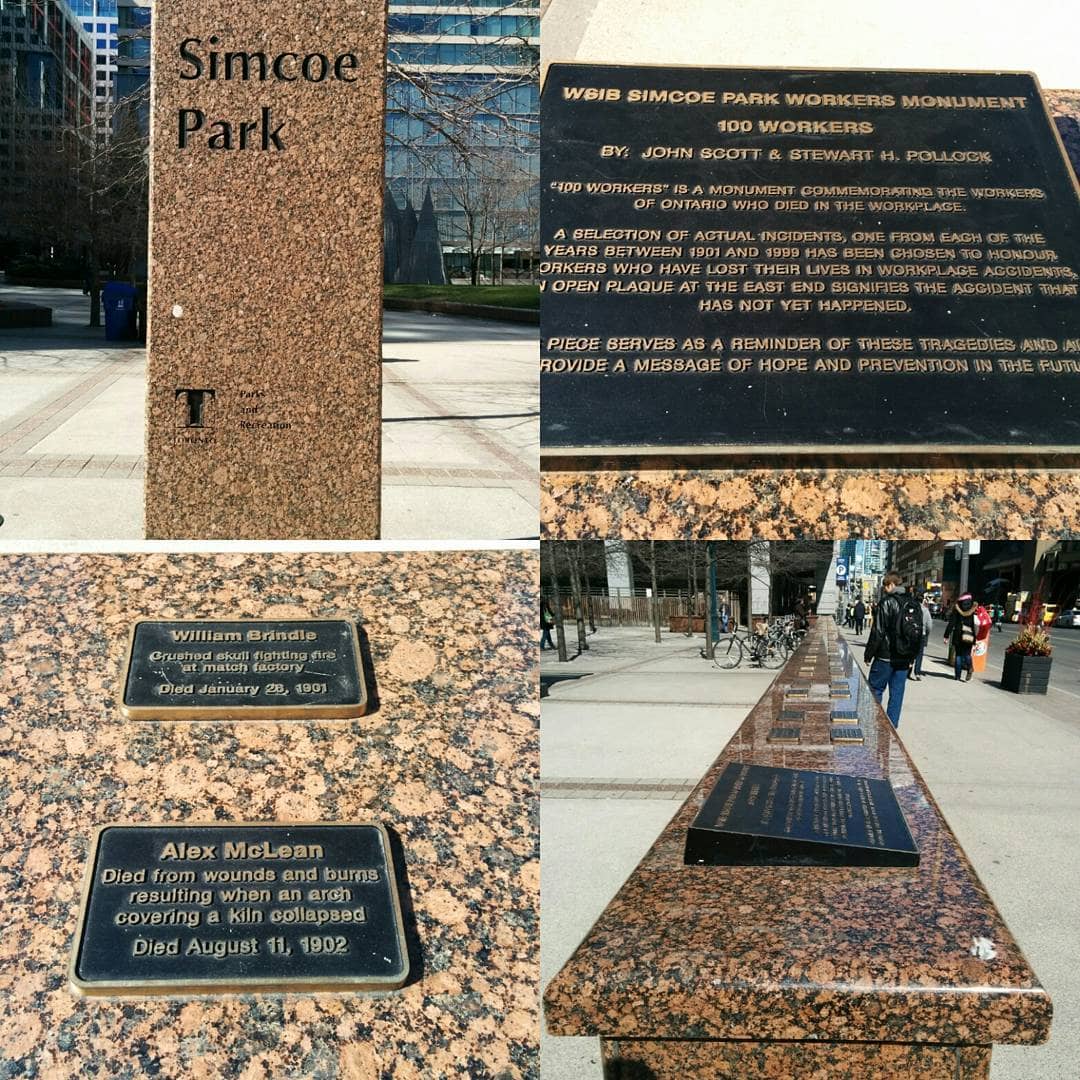 Simcoe
Park
TORONTO
Parks
and
Recreation
WSIB SIMCOE PARK WORKERS MONUMENT
100 WORKERS
BY: JOHN SCOTT & STEWART H. POLLOCK
"100 WORKERS" IS A MONUMENT COMMEMORATING THE WORKERS
OF ONTARIO WHO DIED IN THE WORKPLACE.
A SELECTION OF ACTUAL INCIDENTS, ONE FROM EACH OF THE
YEARS BETWEEN 1901 AND 1999 HAS BEEN CHOSEN TO HONOUR
ORKERS WHO HAVE LOST THEIR LIVES IN WORKPLACE ACCIDENTS,
N OPEN PLAQUE AT THE EAST END SIGNIFIES THE ACCIDENT THAT
HAS NOT YET HAPPENED.
PIECE SERVES AS A REMINDER OF THESE TRAGEDIES AND AI
ROVIDE A MESSAGE OF HOPE AND PREVENTION IN THE FUTU
William Brindle
Crushed skull fighting fire
at match factory
Died January 28, 1901
Alex McLean
Died from wounds and burns
resulting when an arch
covering a kiln collapsed
Died August 11, 1902
P